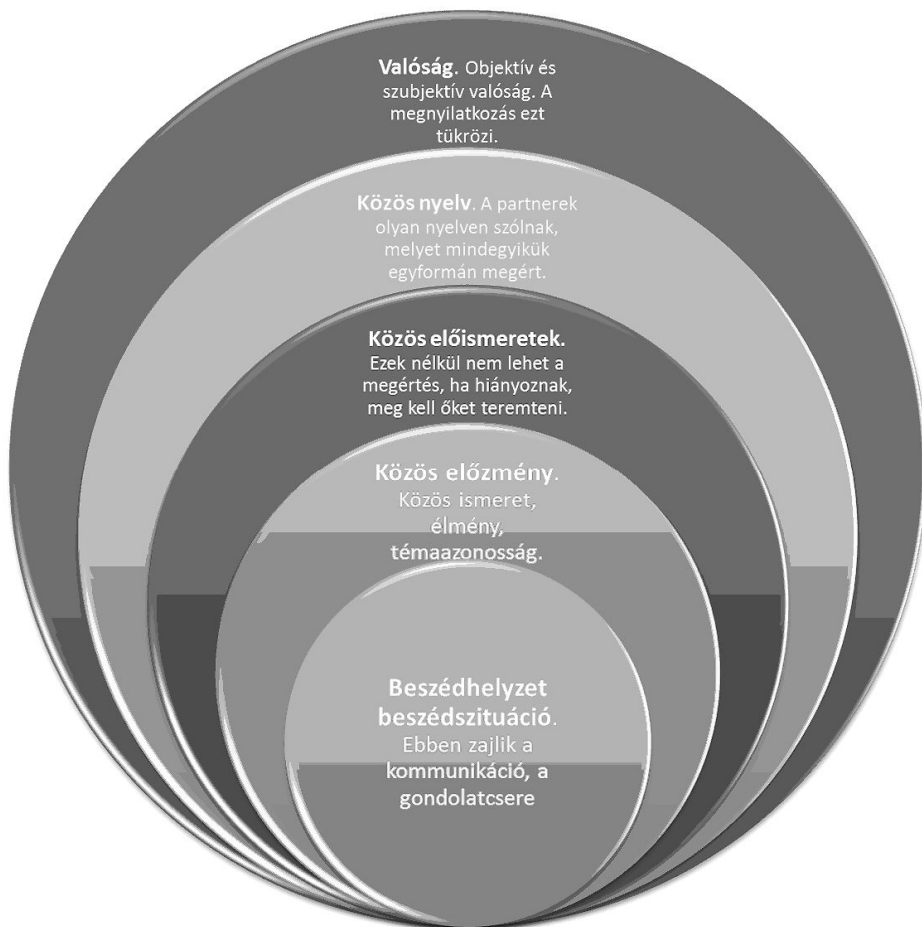 Valóság. Objektív és
szubjektív valóság. A
megnyilatkozás ezt
tükrözi.
Közös nyelv. A partnerek
olyan nyelven szólnak,
melyet mindegyikük
egyformán megért.
Közös előismeretek.
Ezek nélkül nem lehet a
megértés, ha hiányoznak,
meg kell őket teremteni.
Közös előzmény.
Közös ismeret,
élmény,
témaazonosság.
Beszédhelyzet
beszédszituáció.
Ebben zajlik a
kommunikáció, a
gondolatcsere